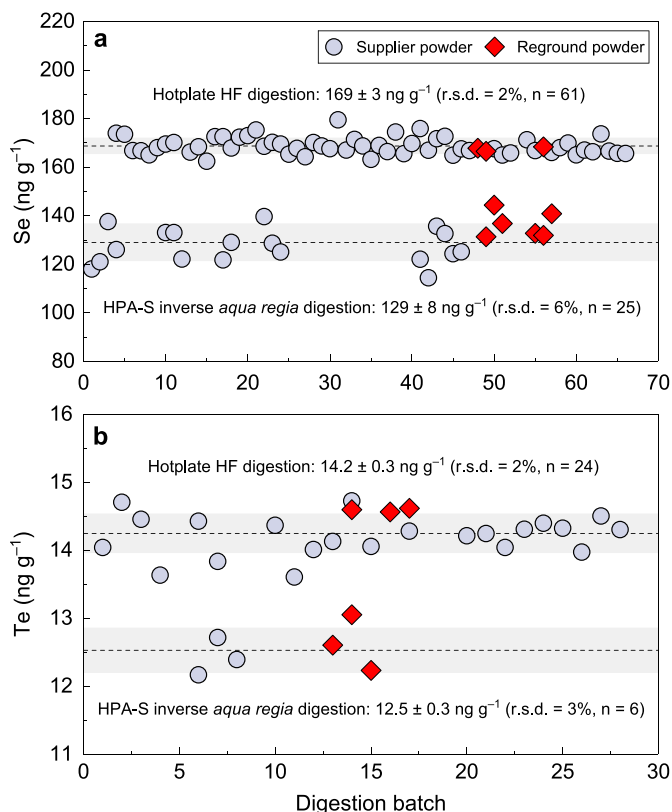 a
Supplier powder
Reground powder
Hotplate HF digestion: 169 ± 3 ng g⁻¹ (r.s.d. = 2%, n = 61)
HPA-S inverse aqua regia digestion: 129 ± 8 ng g⁻¹ (r.s.d. = 6%, n = 25)
Se (ng g⁻¹)
220
200
180
160
140
120
100
80
0 10 20 30 40 50 60 70
b
Hotplate HF digestion: 14.2 ± 0.3 ng g⁻¹ (r.s.d. = 2%, n = 24)
HPA-S inverse aqua regia digestion: 12.5 ± 0.3 ng g⁻¹ (r.s.d. = 3%, n = 6)
Te (ng g⁻¹)
16
15
14
13
12
11
0 5 10 15 20 25 30
Digestion batch